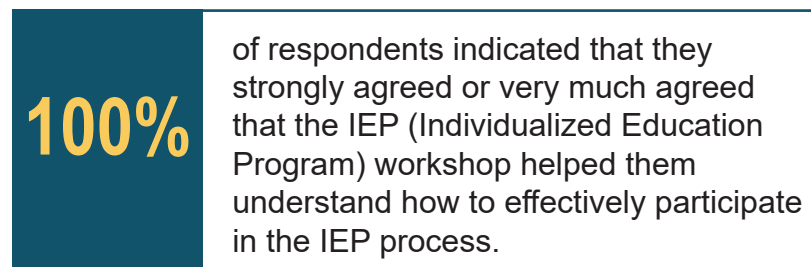 100%
of respondents indicated that they
strongly agreed or very much agreed
that the IEP (Individualized Education
Program) workshop helped them
understand how to effectively participate
in the IEP process.